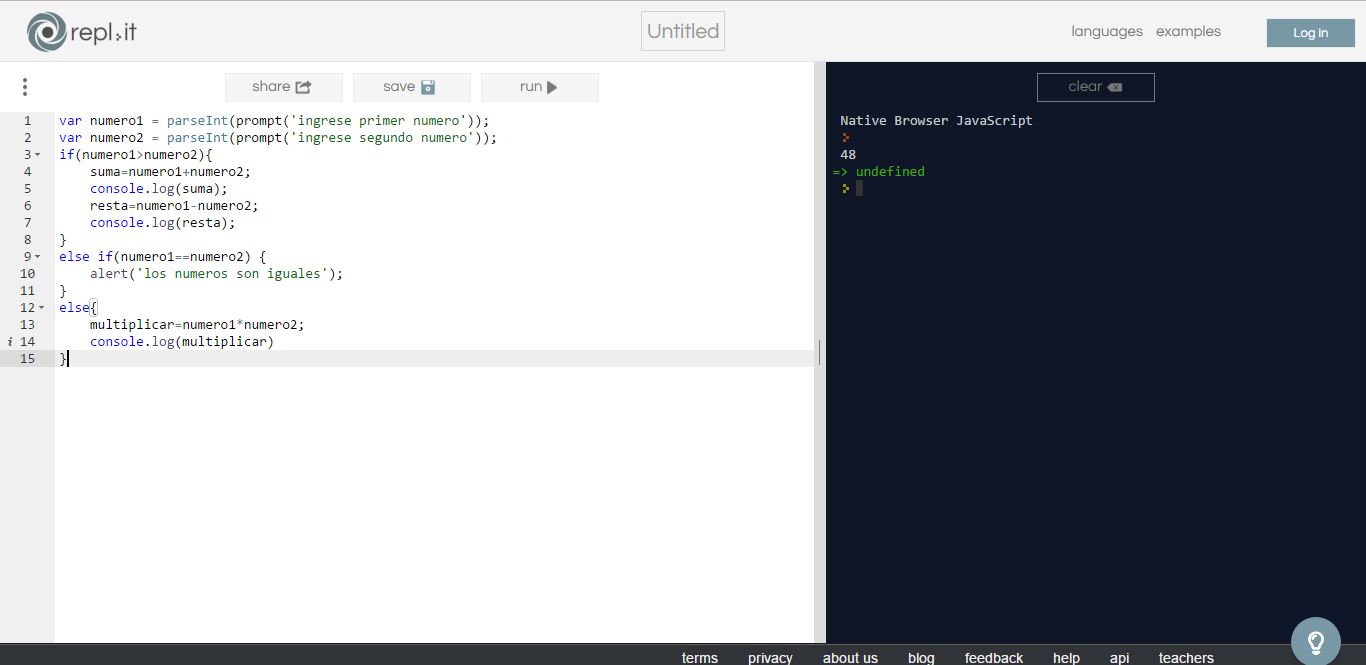 repl.it
Untitled
languages examples Log in
share save run
clear
1 var numero1 = parseInt(prompt('ingrese primer numero'));
2 var numero2 = parseInt(prompt('ingrese segundo numero'));
3 if(numero1>numero2){
4 suma=numero1+numero2;
5 console.log(suma);
6 resta=numero1-numero2;
7 console.log(resta);
8 }
9 else if(numero1==numero2) {
10 alert('los numeros son iguales');
11 }
12 else{
13 multiplicar=numero1*numero2;
i 14 console.log(multiplicar)
15 }
Native Browser JavaScript
>
48
=> undefined
>
terms privacy about us blog feedback help api teachers